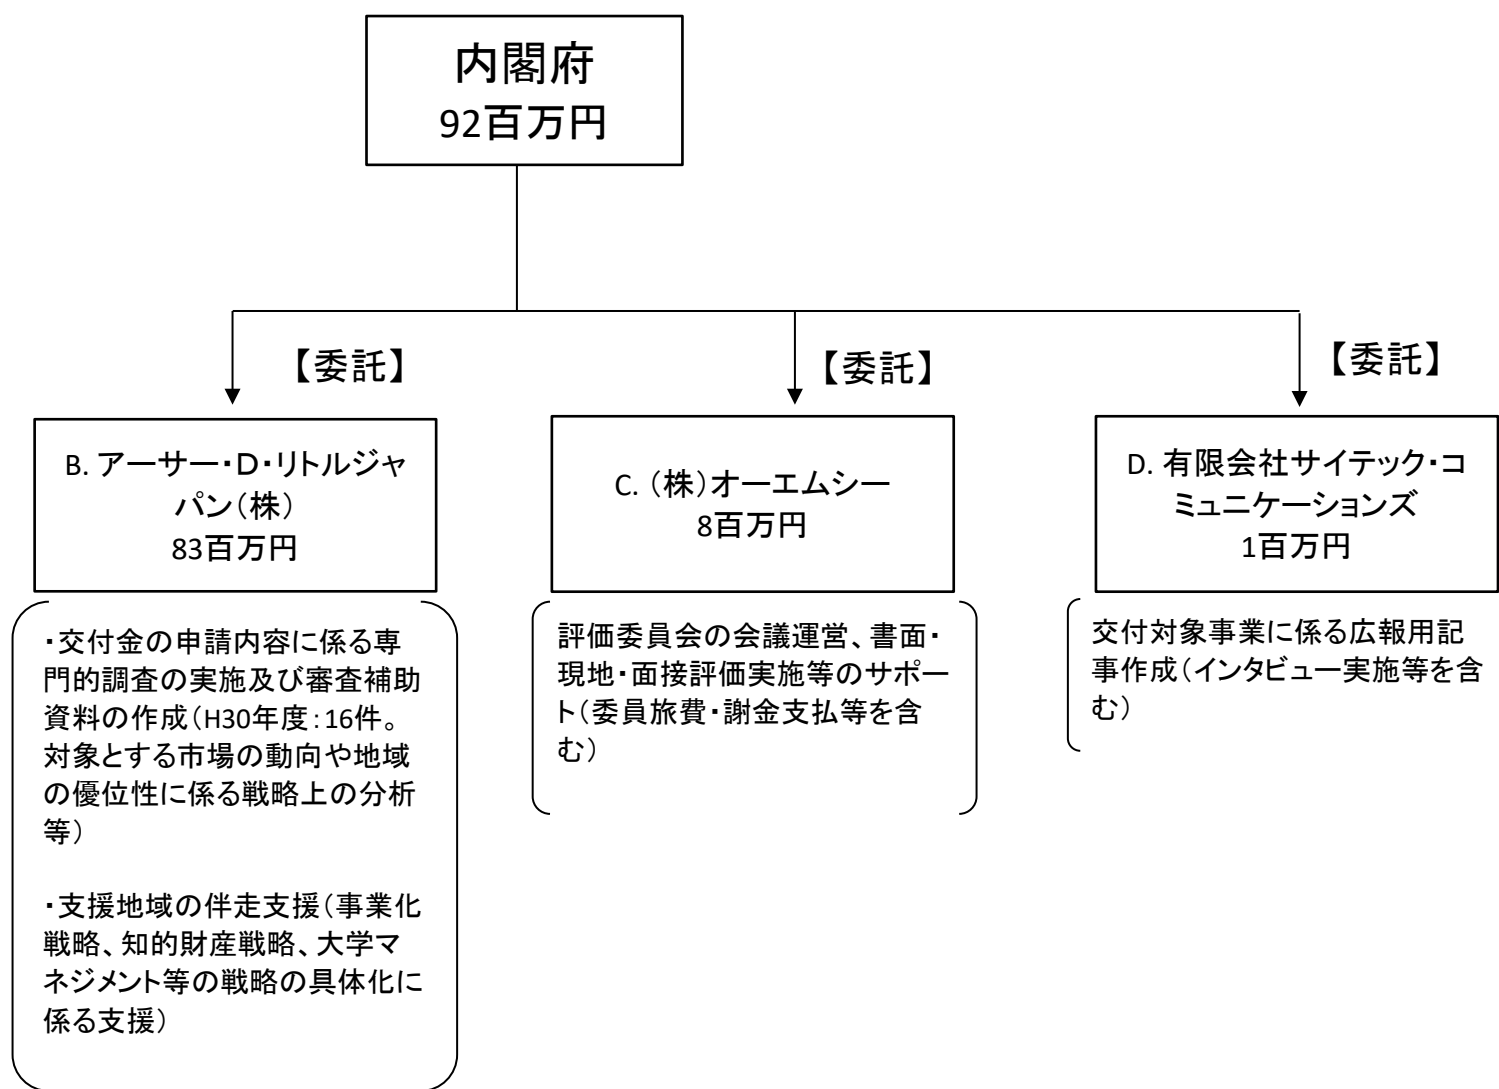 内閣府
92百万円
【委託】
【委託】
【委託】
B. アーサー・D・リトルジャ
パン(株)
83百万円
C. (株)オーエムシー
8百万円
D. 有限会社サイテック・コ
ミュニケーションズ
1百万円
・交付金の申請内容に係る専
門的調査の実施及び審査補助
資料の作成(H30年度:16件。
対象とする市場の動向や地域
の優位性に係る戦略上の分析
等)
・支援地域の伴走支援(事業化
戦略、知的財産戦略、大学マ
ネジメント等の戦略の具体化に
係る支援)
評価委員会の会議運営、書面・
現地・面接評価実施等のサポー
ト(委員旅費・謝金支払等を含
む)
交付対象事業に係る広報用記
事作成(インタビュー実施等を含
む)